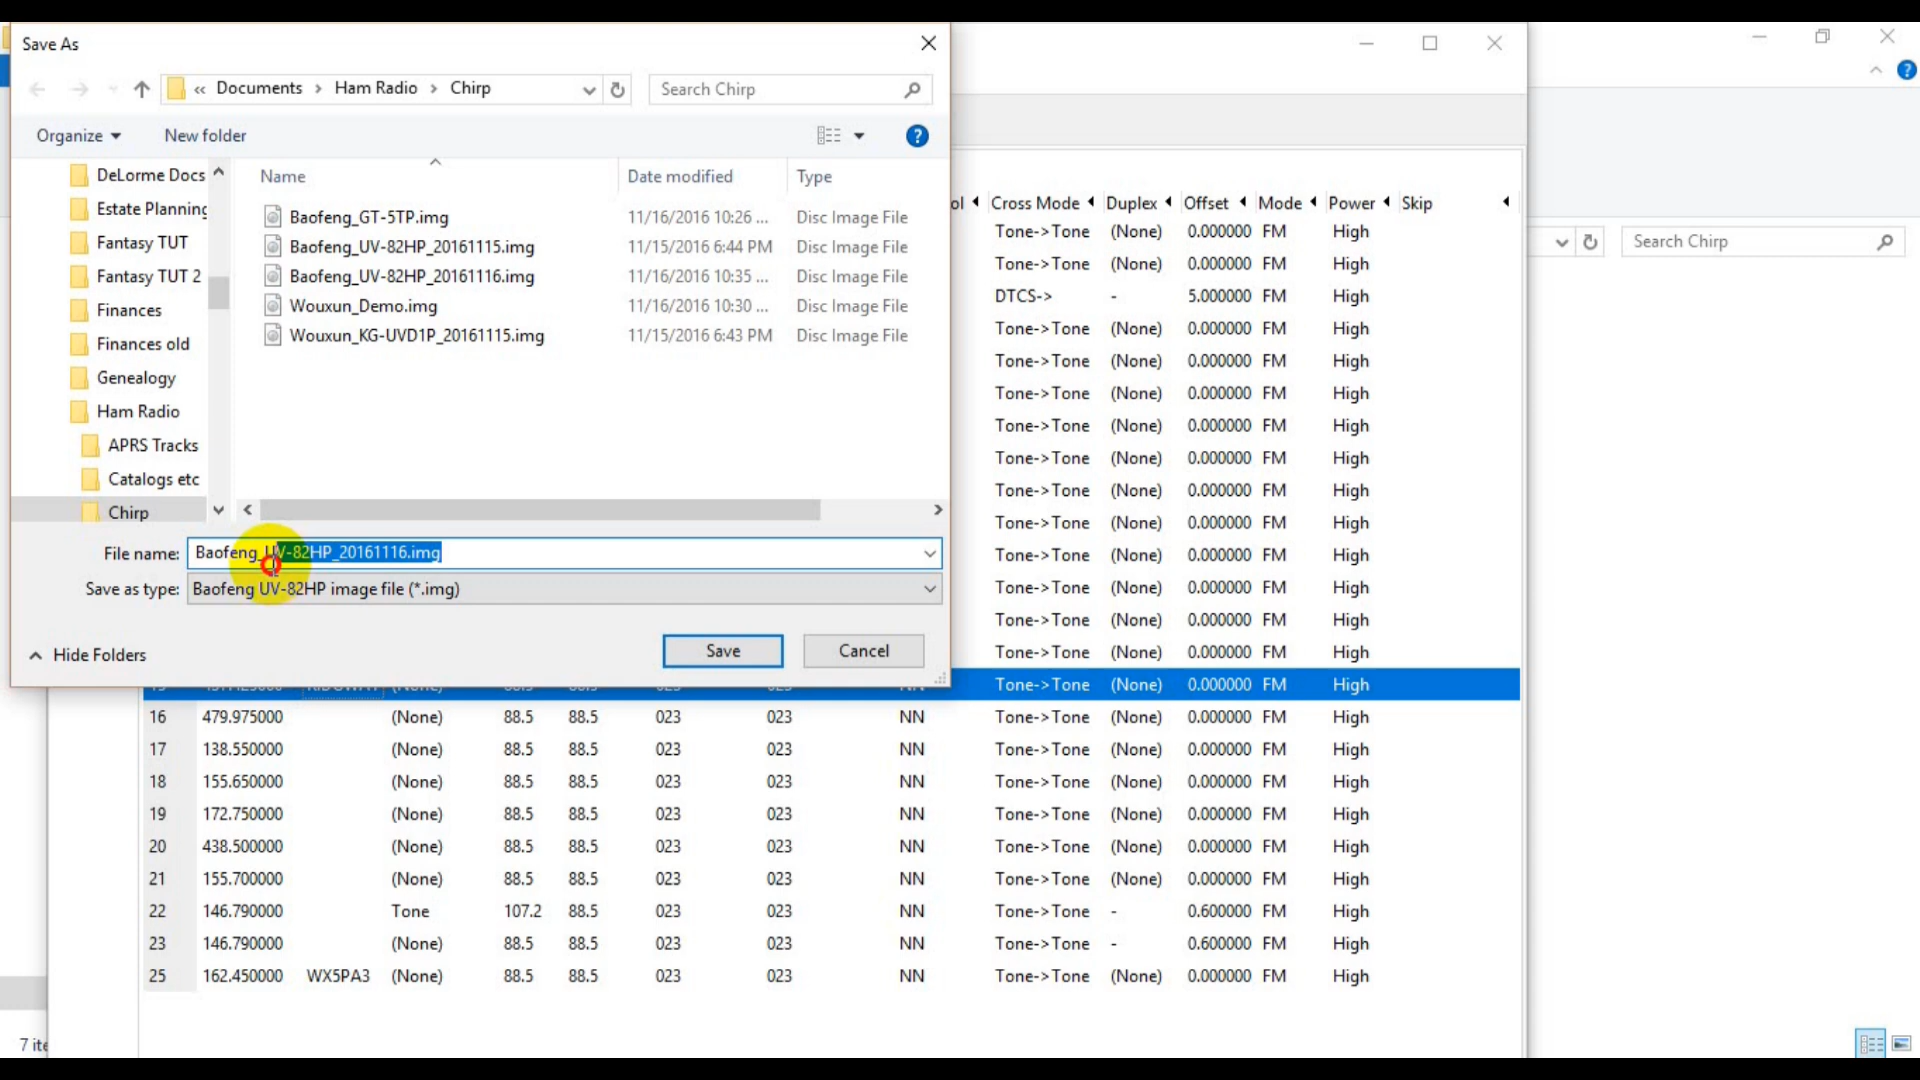 Save As
« Documents › Ham Radio › Chirp
Search Chirp
Organize
New folder
DeLorme Docs
Estate Planning
Fantasy TUT
Fantasy TUT 2
Finances
Finances old
Genealogy
Ham Radio
APRS Tracks
Catalogs etc
Chirp
Name Date modified Type
Baofeng_GT-5TP.img 11/16/2016 10:26 ... Disc Image File
Baofeng_UV-82HP_20161115.img 11/15/2016 6:44 PM Disc Image File
Baofeng_UV-82HP_20161116.img 11/16/2016 10:35 ... Disc Image File
Wouxun_Demo.img 11/16/2016 10:30 ... Disc Image File
Wouxun_KG-UVD1P_20161115.img 11/15/2016 6:43 PM Disc Image File
File name: Baofeng_UV-82HP_20161116.img
Save as type: Baofeng UV-82HP image file (*.img)
Hide Folders
Save
Cancel
Search Chirp
ol Cross Mode Duplex Offset Mode Power Skip
Tone->Tone (None) 0.000000 FM High
Tone->Tone (None) 0.000000 FM High
DTCS-> - 5.000000 FM High
Tone->Tone (None) 0.000000 FM High
Tone->Tone (None) 0.000000 FM High
Tone->Tone (None) 0.000000 FM High
Tone->Tone (None) 0.000000 FM High
Tone->Tone (None) 0.000000 FM High
Tone->Tone (None) 0.000000 FM High
Tone->Tone (None) 0.000000 FM High
Tone->Tone (None) 0.000000 FM High
Tone->Tone (None) 0.000000 FM High
Tone->Tone (None) 0.000000 FM High
Tone->Tone (None) 0.000000 FM High
Tone->Tone (None) 0.000000 FM High
16 479.975000 (None) 88.5 88.5 023 023 NN Tone->Tone (None) 0.000000 FM High
17 138.550000 (None) 88.5 88.5 023 023 NN Tone->Tone (None) 0.000000 FM High
18 155.650000 (None) 88.5 88.5 023 023 NN Tone->Tone (None) 0.000000 FM High
19 172.750000 (None) 88.5 88.5 023 023 NN Tone->Tone (None) 0.000000 FM High
20 438.500000 (None) 88.5 88.5 023 023 NN Tone->Tone (None) 0.000000 FM High
21 155.700000 (None) 88.5 88.5 023 023 NN Tone->Tone (None) 0.000000 FM High
22 146.790000 Tone 107.2 88.5 023 023 NN Tone->Tone - 0.600000 FM High
23 146.790000 (None) 88.5 88.5 023 023 NN Tone->Tone - 0.600000 FM High
25 162.450000 WX5PA3 (None) 88.5 88.5 023 023 NN Tone->Tone (None) 0.000000 FM High
7 ite